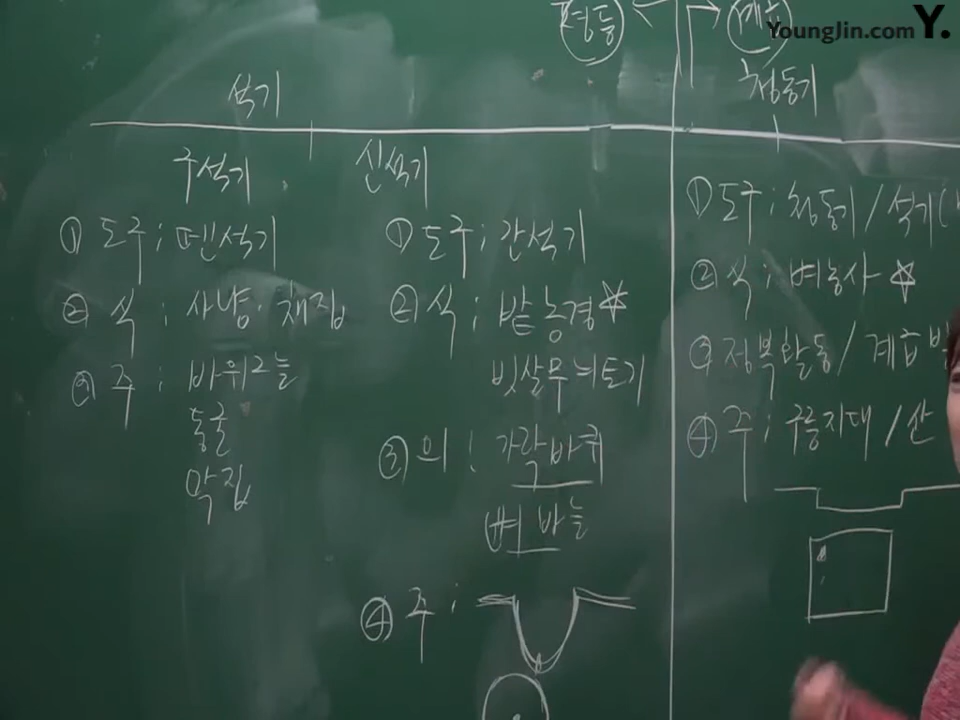 YoungJin.com Y.
평등
계급
석기
청동기
구석기
① 도구 ; 뗀석기
② 식 ; 사냥·채집
③ 주 ; 바위그늘
동굴
막집
신석기
① 도구 ; 간석기
② 식 ; 밭농경☆
빗살무늬토기
③ 의 ; 가락바퀴
뼈바늘
④ 주 ;
① 도구 ; 청동기 / 석기(
② 식 ; 벼농사 ☆
③ 정복활동 / 계급
④ 주 ; 구릉지대 / 산